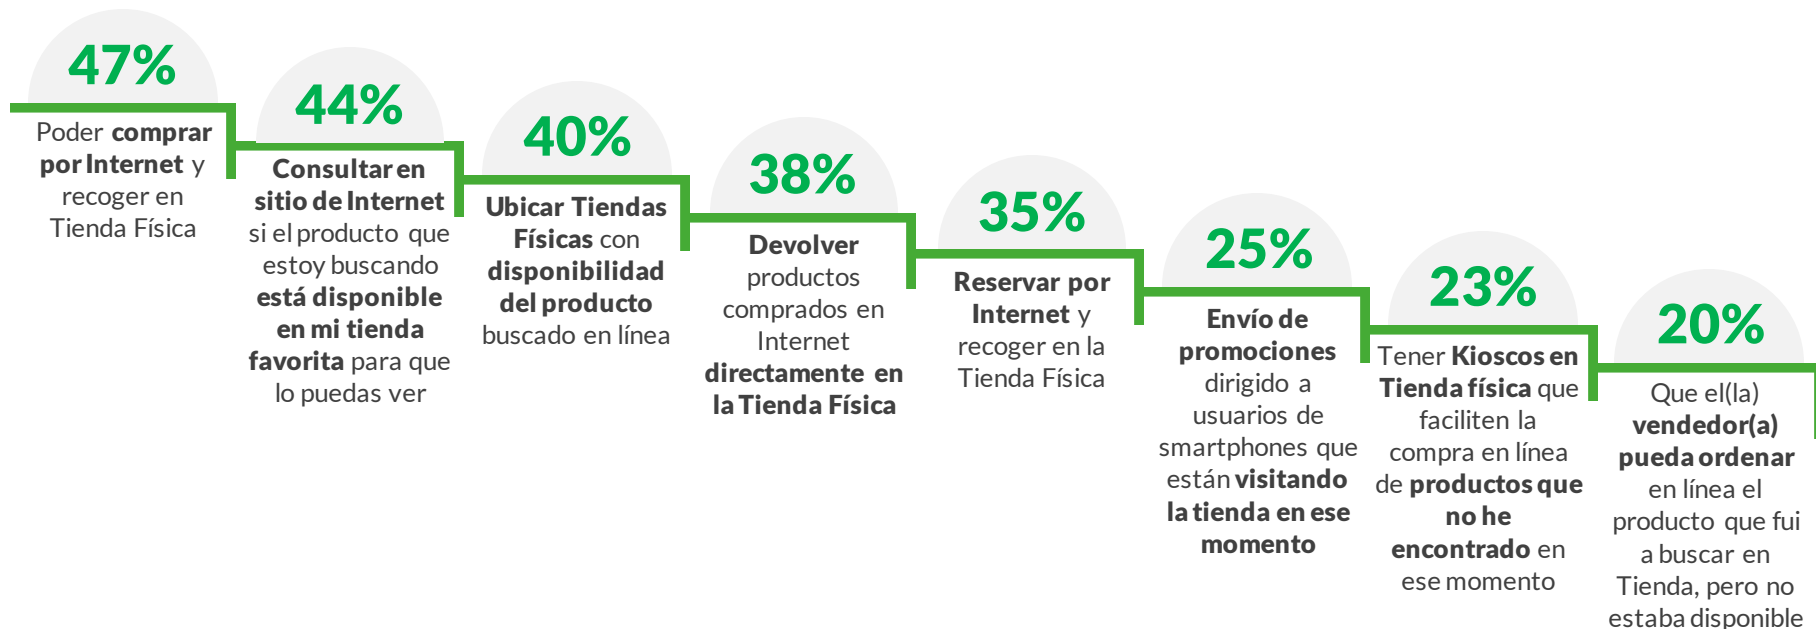 47%
Poder comprar
por Internet y
recoger en
Tienda Física
44%
Consultar en
sitio de Internet
si el producto que
estoy buscando
está disponible
en mi tienda
favorita para que
lo puedas ver
40%
Ubicar Tiendas
Físicas con
disponibilidad
del producto
buscado en línea
38%
Devolver
productos
comprados en
Internet
directamente en
la Tienda Física
35%
Reservar por
Internet y
recoger en la
Tienda Física
25%
Envío de
promociones
dirigido a
usuarios de
smartphones que
están visitando
la tienda en ese
momento
23%
Tener Kioscos en
Tienda física que
faciliten la
compra en línea
de productos que
no he
encontrado en
ese momento
20%
Que el(la)
vendedor(a)
pueda ordenar
en línea el
producto que fui
a buscar en
Tienda, pero no
estaba disponible